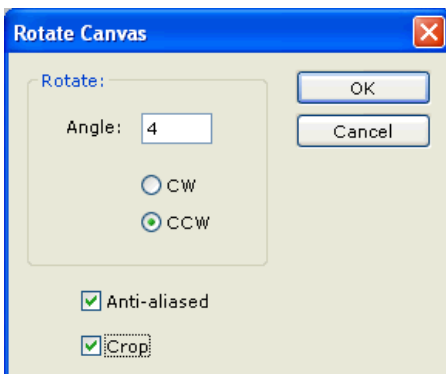 Rotate Canvas
Rotate:
OK
Angle: 4
Cancel
CW
CCW
Anti-aliased
Crop